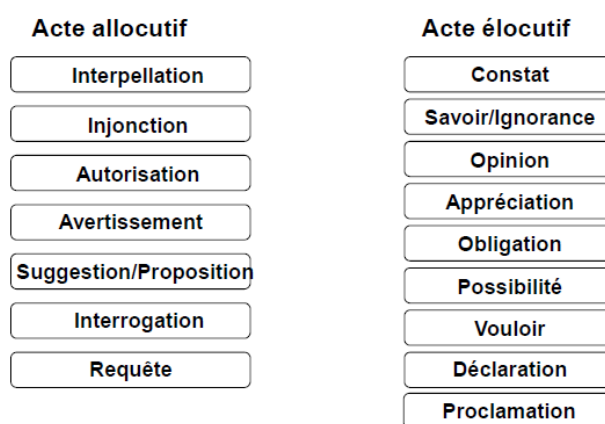 Acte allocutif
Interpellation
Injonction
Autorisation
Avertissement
Suggestion/Proposition
Interrogation
Requête
Acte élocutif
Constat
Savoir/Ignorance
Opinion
Appréciation
Obligation
Possibilité
Vouloir
Déclaration
Proclamation